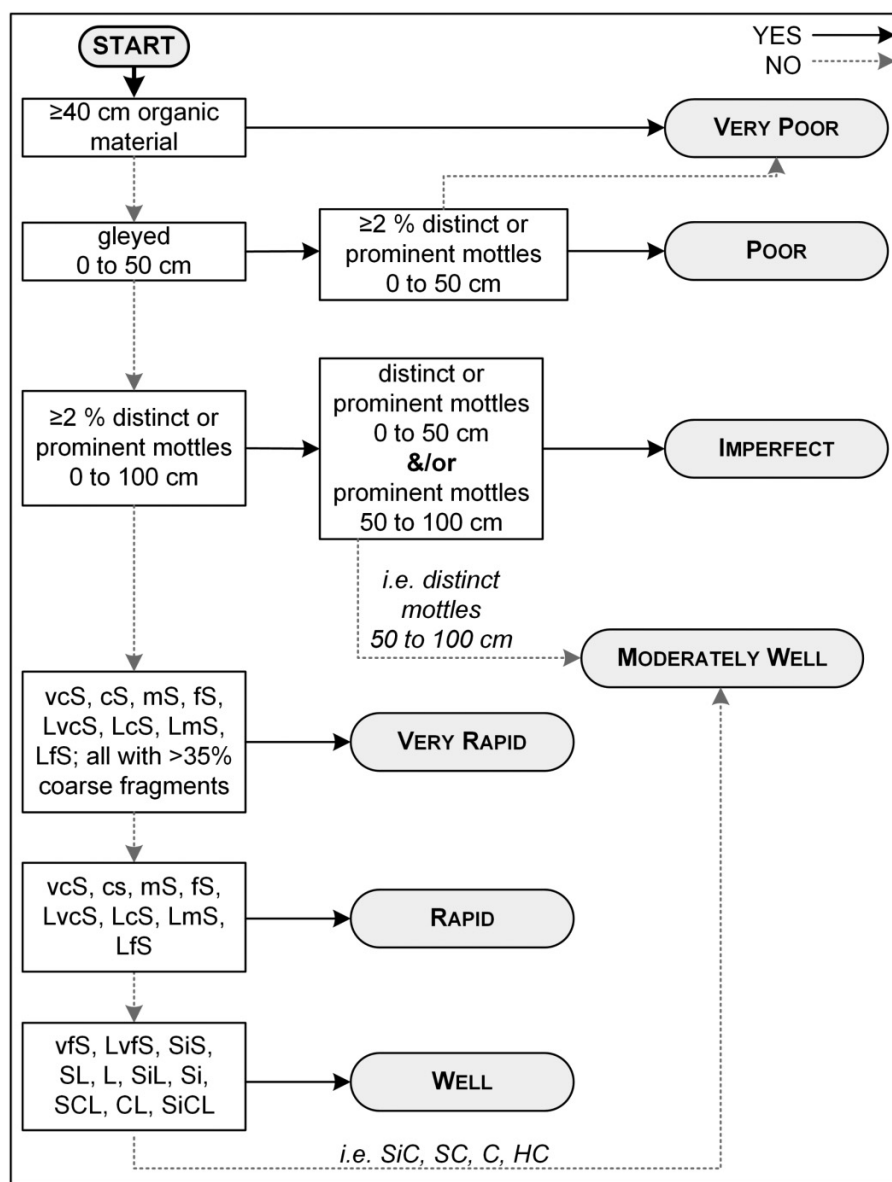 START
YES
NO
≥40 cm organic
material
VERY POOR
gleyed
0 to 50 cm
≥2 % distinct or
prominent mottles
0 to 50 cm
POOR
≥2 % distinct or
prominent mottles
0 to 100 cm
distinct or
prominent mottles
0 to 50 cm
&/or
prominent mottles
50 to 100 cm
IMPERFECT
i.e. distinct
mottles
50 to 100 cm
MODERATELY WELL
vcS, cS, mS, fS,
LvcS, LcS, LmS,
LfS; all with >35%
coarse fragments
VERY RAPID
vcS, cs, mS, fS,
LvcS, LcS, LmS,
LfS
RAPID
vfS, LvfS, SiS,
SL, L, SiL, Si,
SCL, CL, SiCL
WELL
i.e. SiC, SC, C, HC